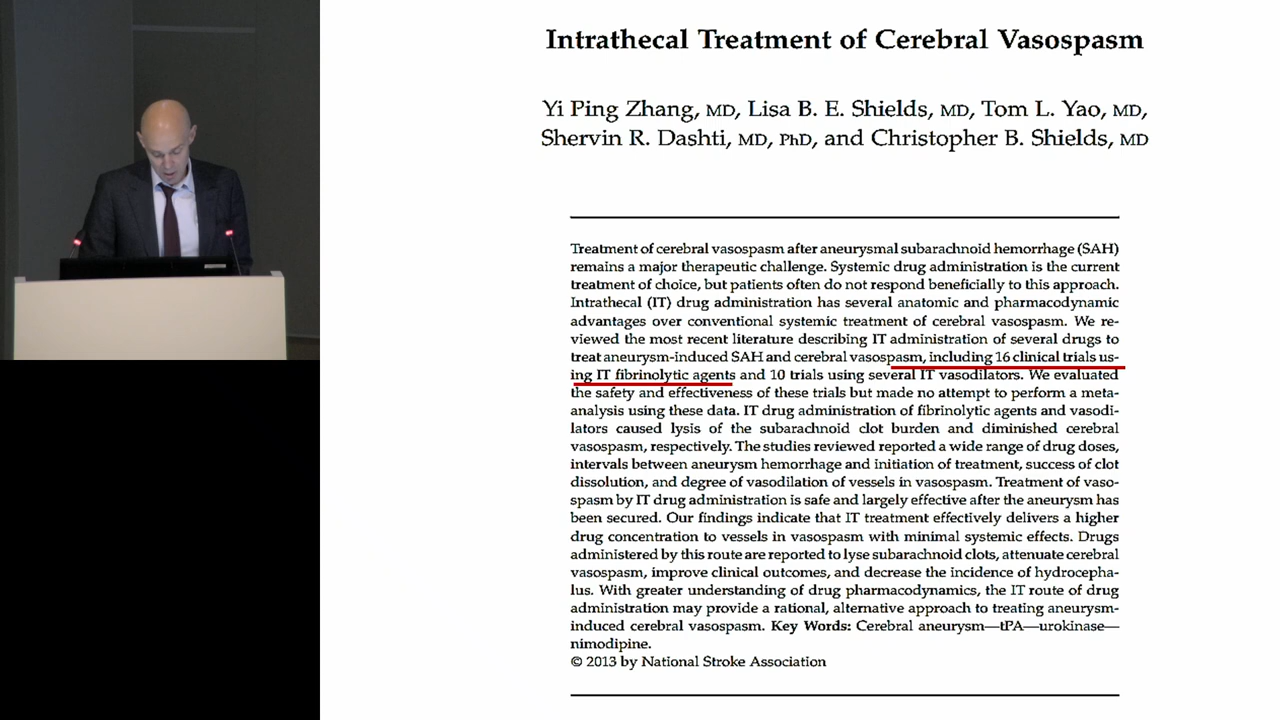 Intrathecal Treatment of Cerebral Vasospasm
Yi Ping Zhang, MD, Lisa B. E. Shields, MD, Tom L. Yao, MD,
Shervin R. Dashti, MD, PhD, and Christopher B. Shields, MD
Treatment of cerebral vasospasm after aneurysmal subarachnoid hemorrhage (SAH)
remains a major therapeutic challenge. Systemic drug administration is the current
treatment of choice, but patients often do not respond beneficially to this approach.
Intrathecal (IT) drug administration has several anatomic and pharmacodynamic
advantages over conventional systemic treatment of cerebral vasospasm. We re-
viewed the most recent literature describing IT administration of several drugs to
treat aneurysm-induced SAH and cerebral vasospasm, including 16 clinical trials us-
ing IT fibrinolytic agents and 10 trials using several IT vasodilators. We evaluated
the safety and effectiveness of these trials but made no attempt to perform a meta-
analysis using these data. IT drug administration of fibrinolytic agents and vasodi-
lators caused lysis of the subarachnoid clot burden and diminished cerebral
vasospasm, respectively. The studies reviewed reported a wide range of drug doses,
intervals between aneurysm hemorrhage and initiation of treatment, success of clot
dissolution, and degree of vasodilation of vessels in vasospasm. Treatment of vaso-
spasm by IT drug administration is safe and largely effective after the aneurysm has
been secured. Our findings indicate that IT treatment effectively delivers a higher
drug concentration to vessels in vasospasm with minimal systemic effects. Drugs
administered by this route are reported to lyse subarachnoid clots, attenuate cerebral
vasospasm, improve clinical outcomes, and decrease the incidence of hydrocepha-
lus. With greater understanding of drug pharmacodynamics, the IT route of drug
administration may provide a rational, alternative approach to treating aneurysm-
induced cerebral vasospasm. Key Words: Cerebral aneurysm—tPA—urokinase—
nimodipine.
© 2013 by National Stroke Association